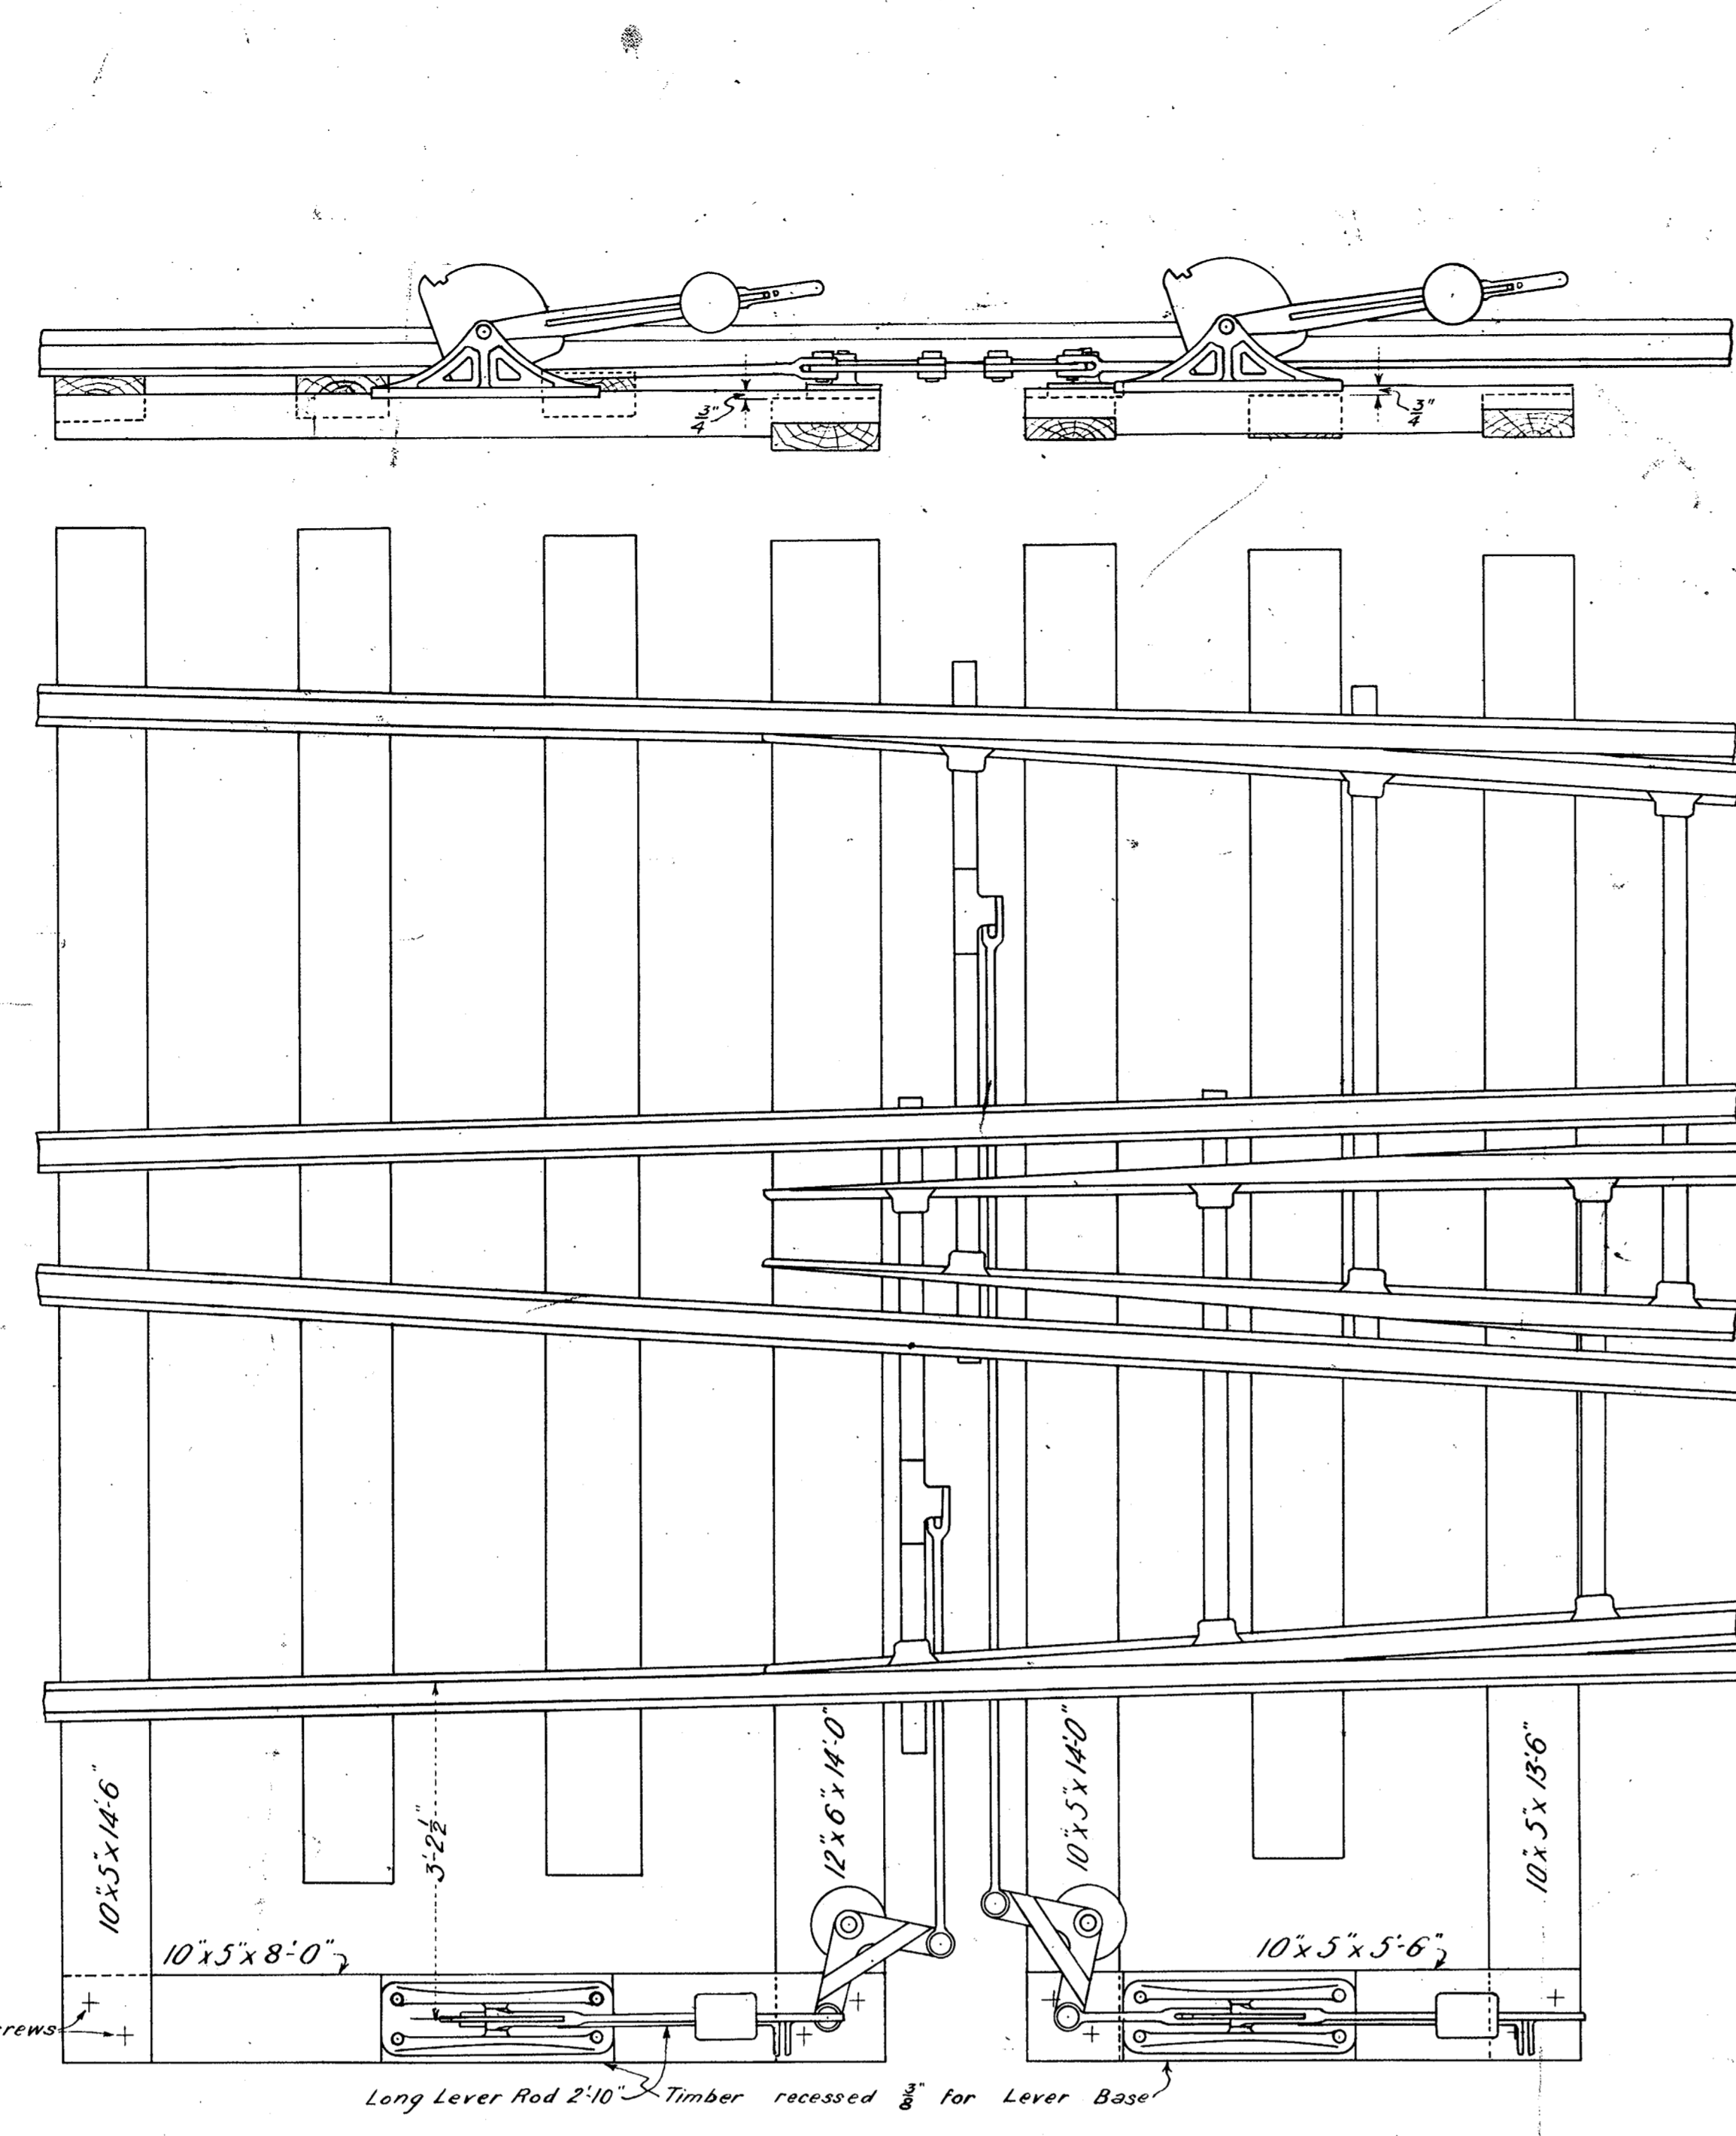 3/4"
3/4"
10"x5"x14'-6"
3'-2 1/2"
12"x6"x14'-0"
10"x5"x14'-0"
10"x5"x13'-6"
10"x5"x8'-0"
10"x5"x5'-6"
rews
Long Lever Rod 2'-10" Timber recessed 3/8" for Lever Base